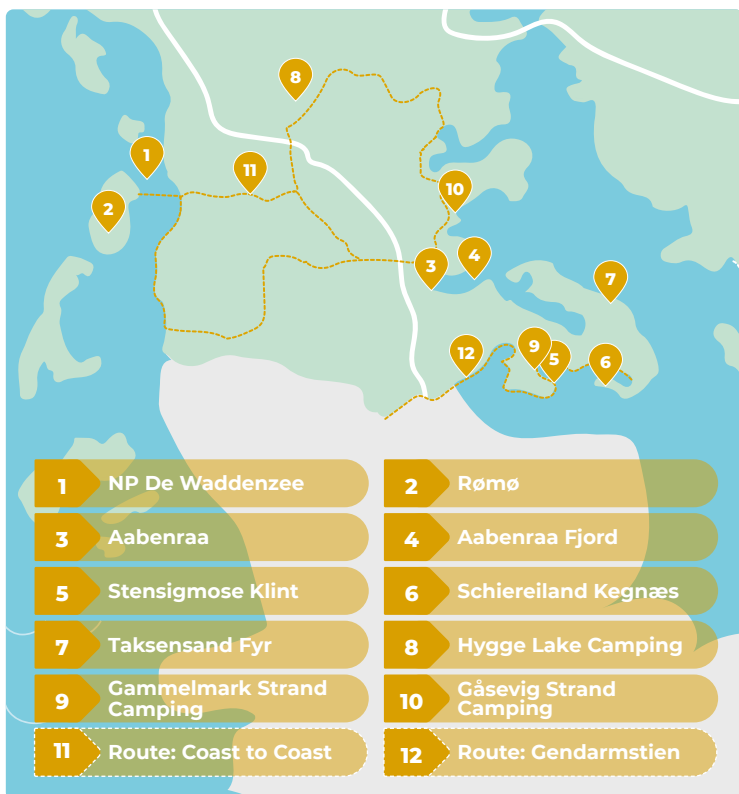 8
1
11
2
10
4
3
7
9
12
5
6
1 NP De Waddenzee
2 Rømø
3 Aabenraa
4 Aabenraa Fjord
5 Stensigmose Klint
6 Schiereiland Kegnæs
7 Taksensand Fyr
8 Hygge Lake Camping
9 Gammelmark Strand
Camping
10 Gåsevig Strand
Camping
11 Route: Coast to Coast
12 Route: Gendarmstien